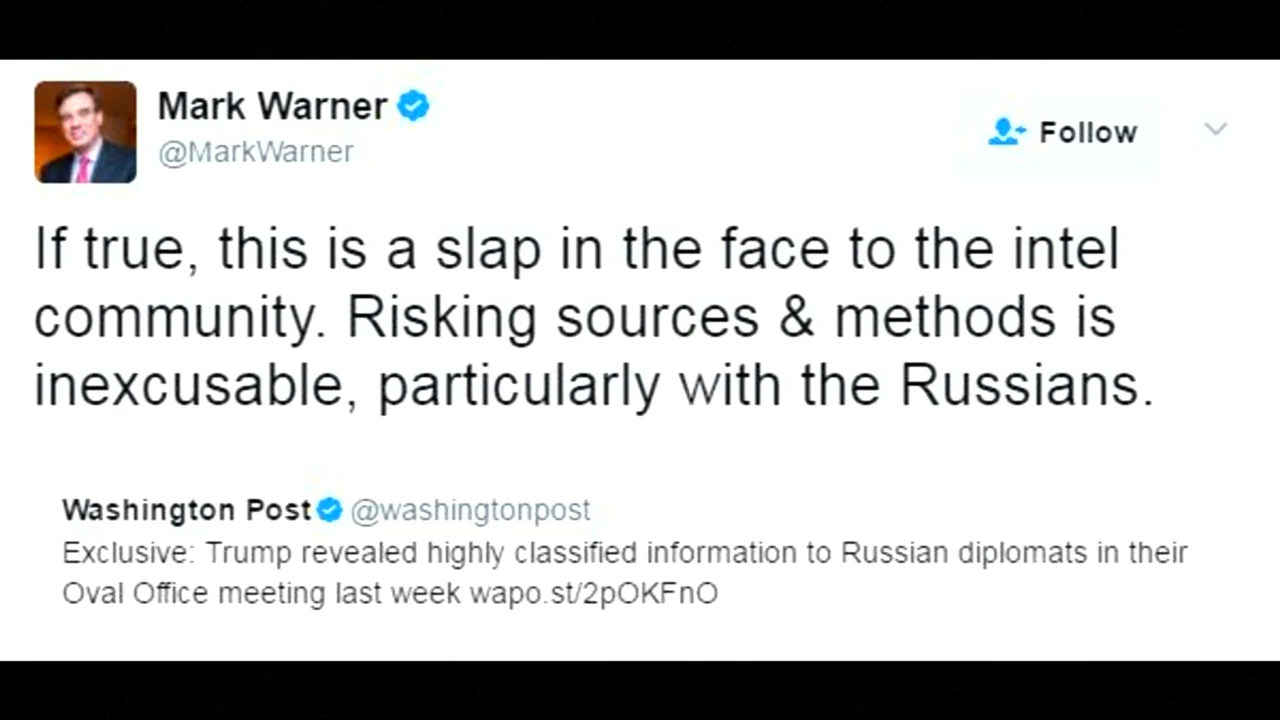 Mark Warner
@MarkWarner
Follow
If true, this is a slap in the face to the intel
community. Risking sources & methods is
inexcusable, particularly with the Russians.
Washington Post @washingtonpost
Exclusive: Trump revealed highly classified information to Russian diplomats in their
Oval Office meeting last week wapo.st/2pOKFnO